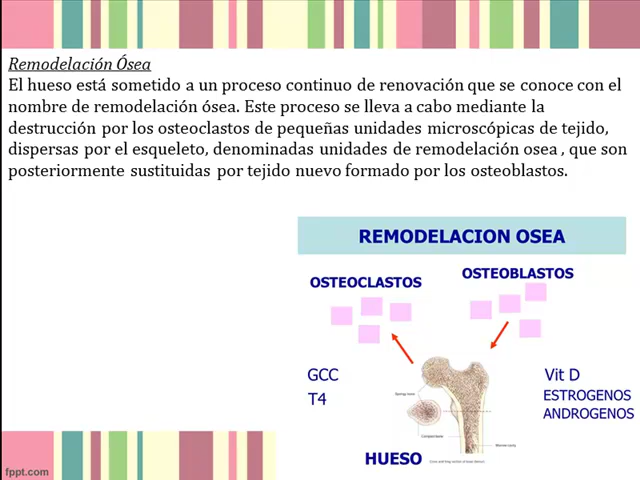 Remodelación Ósea
El hueso está sometido a un proceso continuo de renovación que se conoce con el
nombre de remodelación ósea. Este proceso se lleva a cabo mediante la
destrucción por los osteoclastos de pequeñas unidades microscópicas de tejido,
dispersas por el esqueleto, denominadas unidades de remodelación osea , que son
posteriormente sustituidas por tejido nuevo formado por los osteoblastos.
REMODELACION OSEA
OSTEOCLASTOS
OSTEOBLASTOS
GCC
T4
Vit D
ESTROGENOS
ANDROGENOS
HUESO
fppt.com